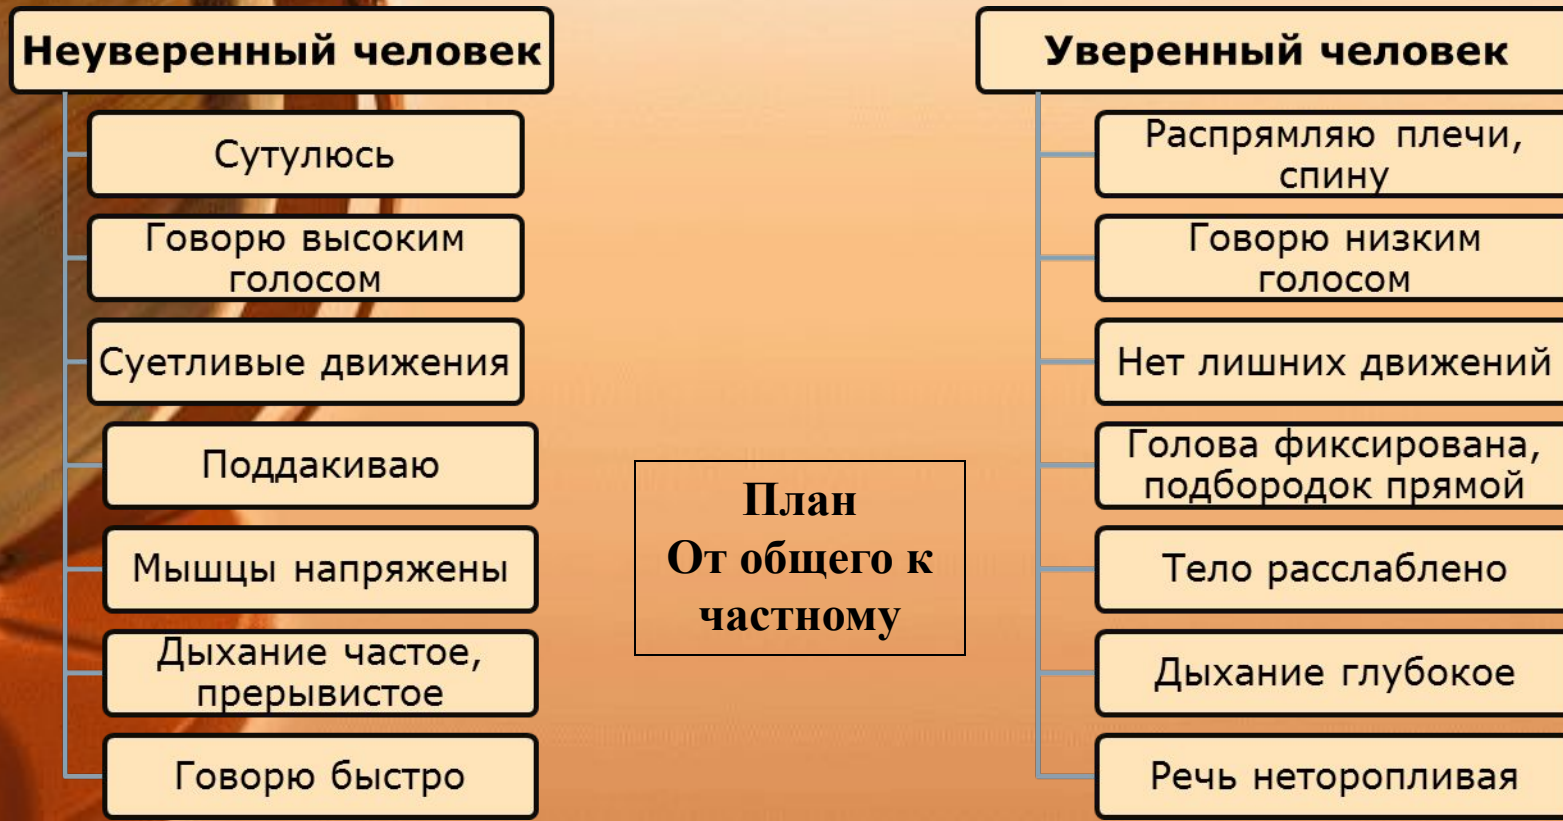 Неуверенный человек
Сутулюсь
Говорю высоким
голосом
Суетливые движения
Поддакиваю
Мышцы напряжены
Дыхание частое,
прерывистое
Говорю быстро
План
От общего к
частному
Уверенный человек
Распрямляю плечи,
спину
Говорю низким
голосом
Нет лишних движений
Голова фиксирована,
подбородок прямой
Тело расслаблено
Дыхание глубокое
Речь неторопливая